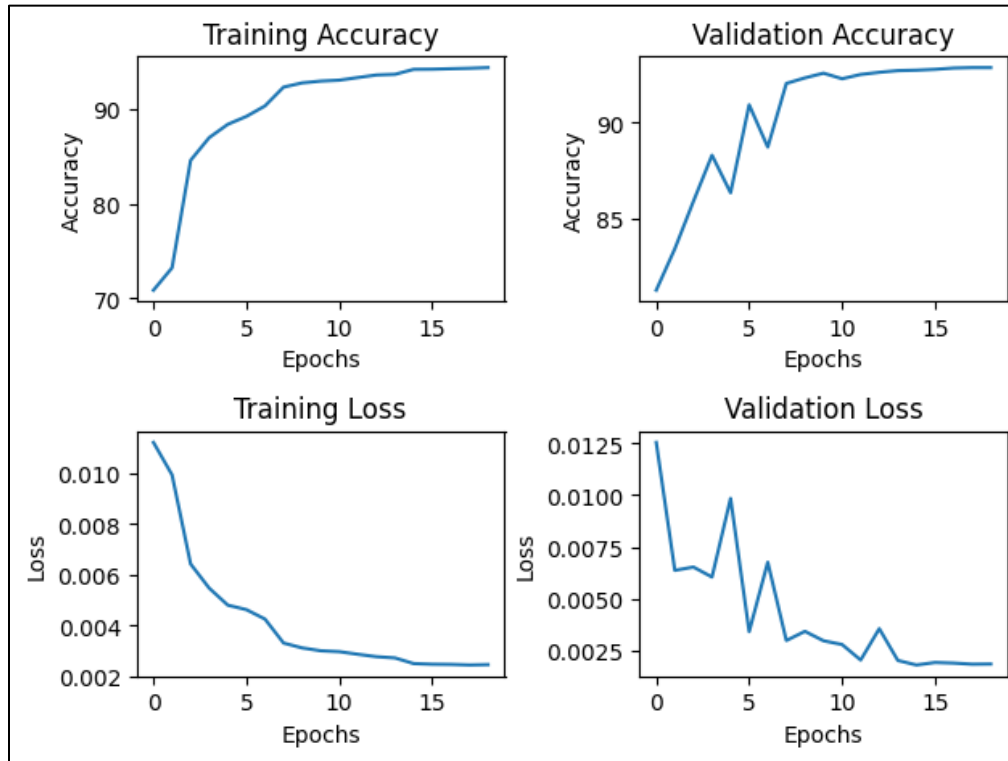 Training Accuracy
Accuracy
90
80
70
0 5 10 15
Epochs
Validation Accuracy
Accuracy
90
85
0 5 10 15
Epochs
Training Loss
Loss
0.010
0.008
0.006
0.004
0.002
0 5 10 15
Epochs
Validation Loss
Loss
0.0125
0.0100
0.0075
0.0050
0.0025
0 5 10 15
Epochs